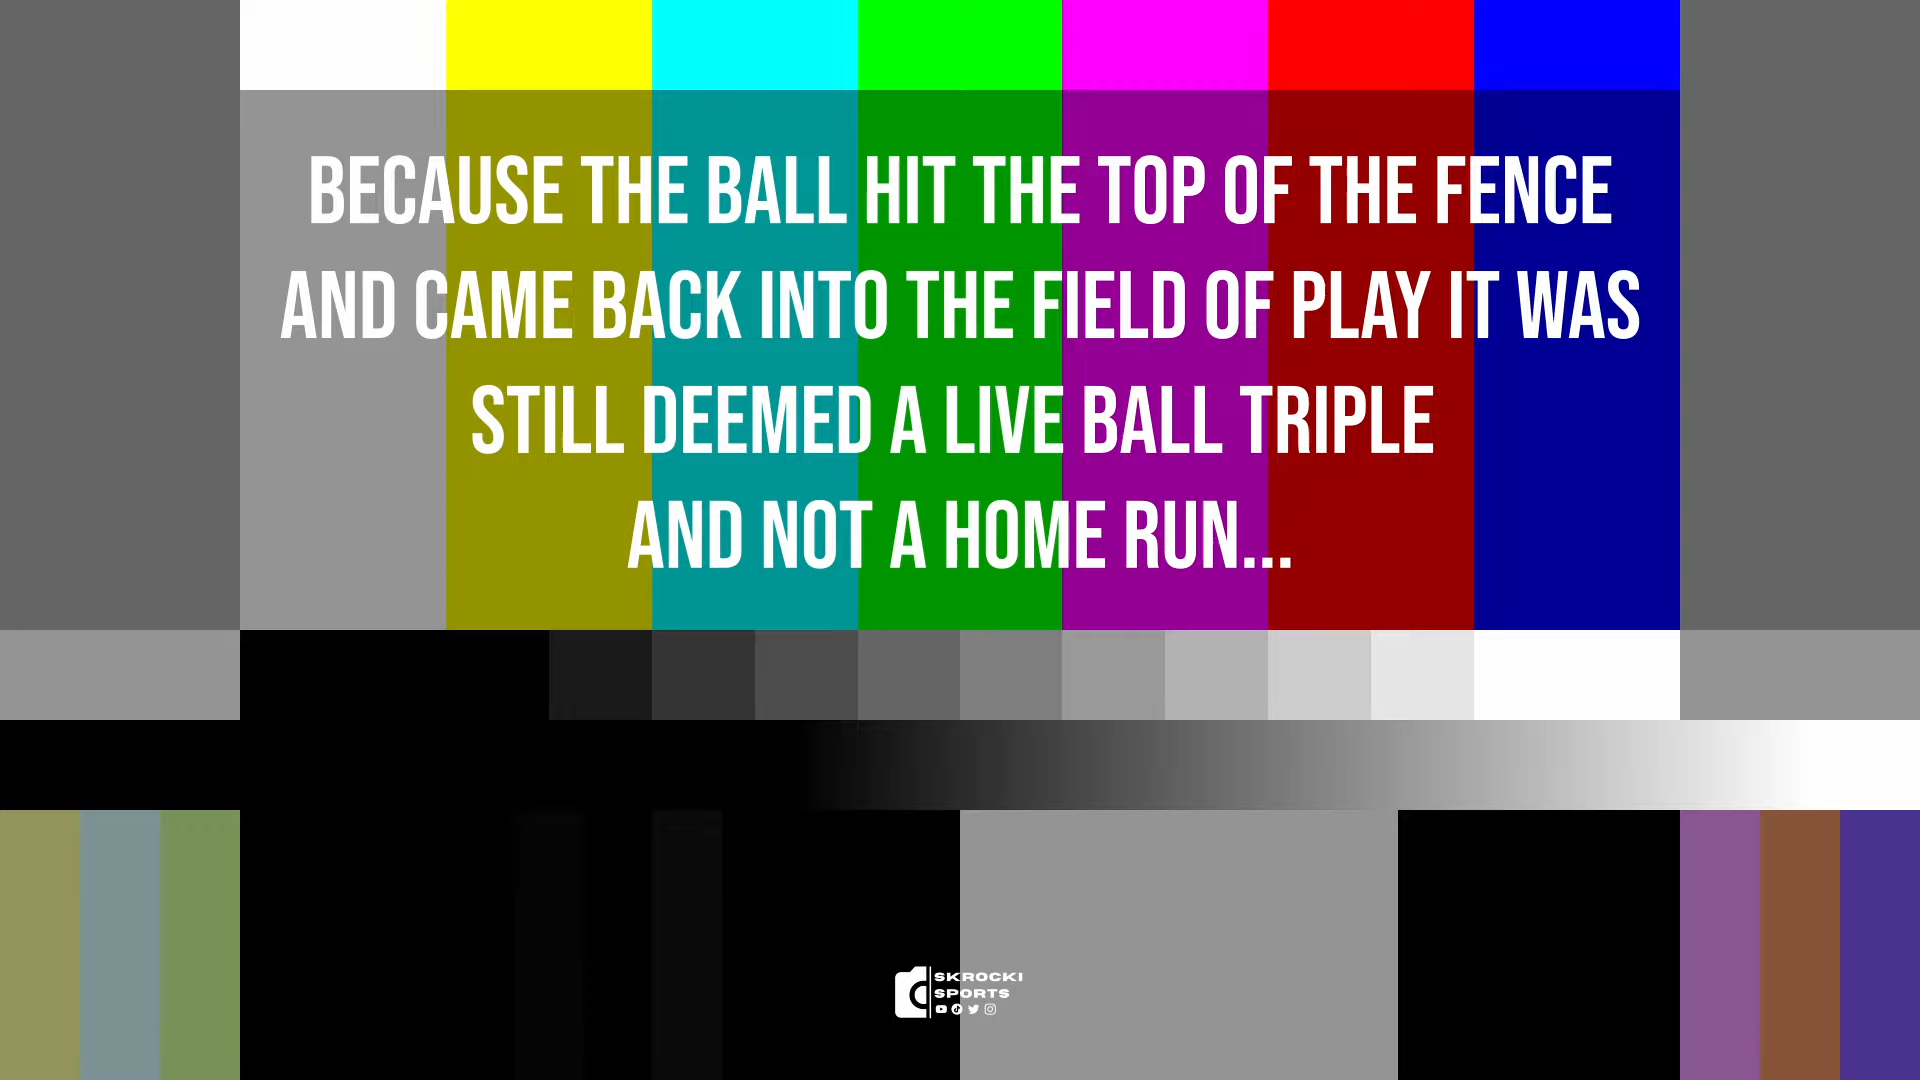 BECAUSE THE BALL HIT THE TOP OF THE FENCE
AND CAME BACK INTO THE FIELD OF PLAY IT WAS
STILL DEEMED A LIVE BALL TRIPLE
AND NOT A HOME RUN...
SKROCKI
SPORTS